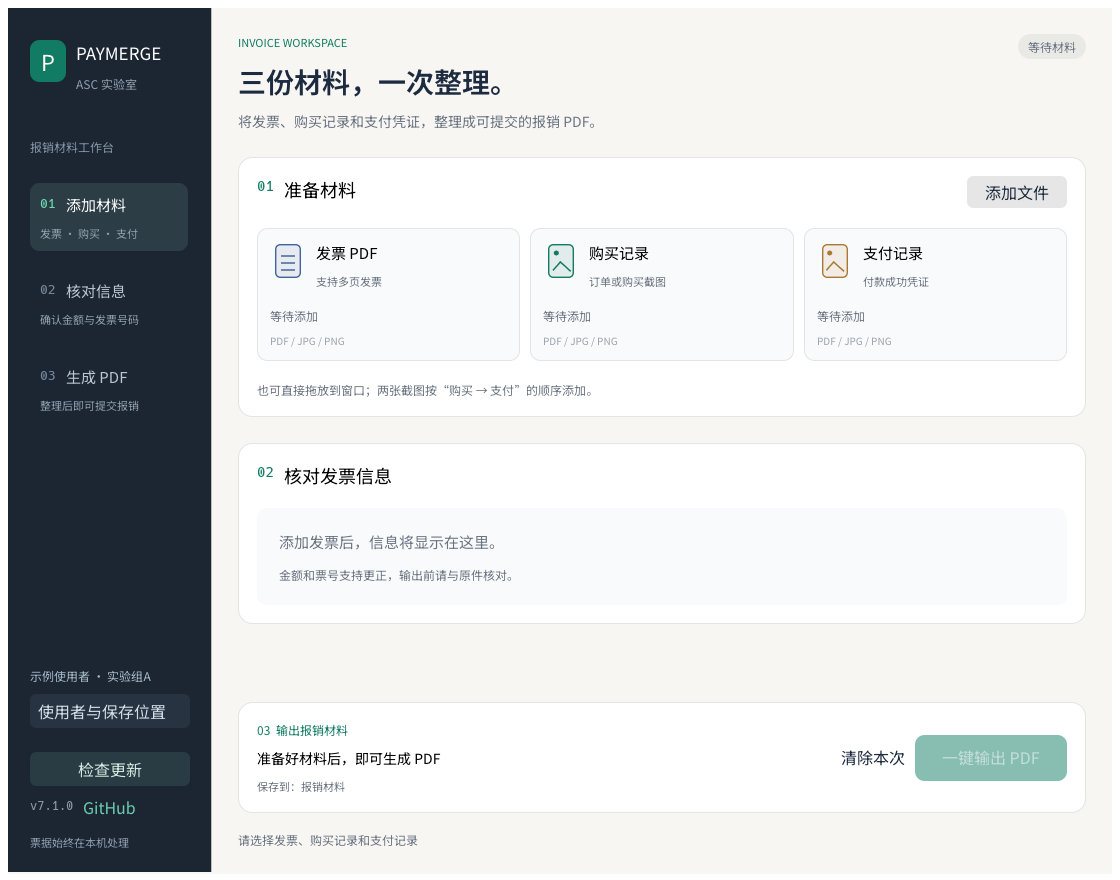 P
PAYMERGE
ASC 实验室
报销材料工作台
01 添加材料
发票 · 购买 · 支付
02 核对信息
确认金额与发票号码
03 生成 PDF
整理后即可提交报销
示例使用者 · 实验组A
使用者与保存位置
检查更新
v7.1.0 GitHub
票据始终在本机处理
INVOICE WORKSPACE
等待材料
三份材料，一次整理。
将发票、购买记录和支付凭证，整理成可提交的报销 PDF。
01 准备材料
添加文件
发票 PDF
支持多页发票
等待添加
PDF / JPG / PNG
购买记录
订单或购买截图
等待添加
PDF / JPG / PNG
支付记录
付款成功凭证
等待添加
PDF / JPG / PNG
也可直接拖放到窗口；两张截图按“购买 → 支付”的顺序添加。
02 核对发票信息
添加发票后，信息将显示在这里。
金额和票号支持更正，输出前请与原件核对。
03 输出报销材料
准备好材料后，即可生成 PDF
保存到：报销材料
清除本次
一键输出 PDF
请选择发票、购买记录和支付记录